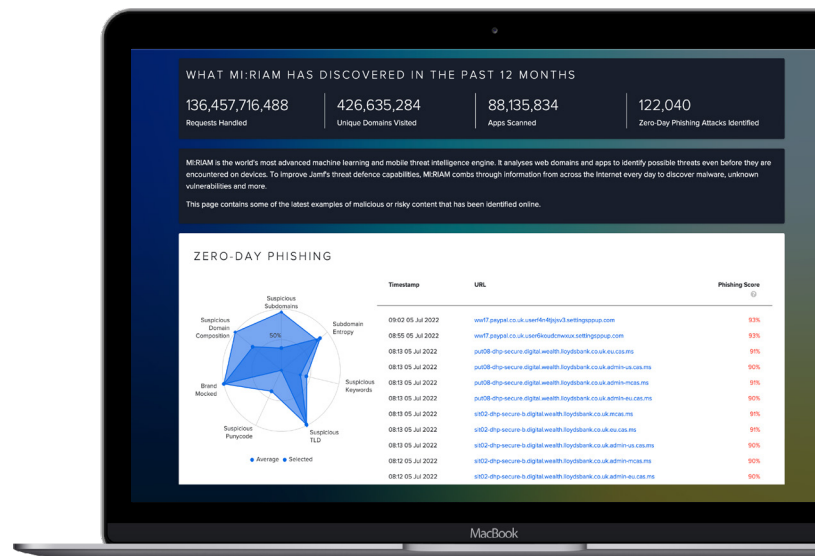 WHAT MI:RIAM HAS DISCOVERED IN THE PAST 12 MONTHS
136,457,716,488
Requests Handled
426,635,284
Unique Domains Visited
88,135,834
Apps Scanned
122,040
Zero-Day Phishing Attacks Identified
MI:RIAM is the world's most advanced machine learning and mobile threat intelligence engine. It analyses web domains and apps to identify possible threats even before they are
encountered on devices. To improve Jamf's threat defence capabilities, MI:RIAM combs through information from across the Internet every day to discover malware, unknown
vulnerabilities and more.
This page contains some of the latest examples of malicious or risky content that has been identified online.
ZERO-DAY PHISHING
Suspicious
Subdomains
Subdomain
Entropy
Suspicious
Keywords
Suspicious
TLD
Suspicious
Punycode
Brand
Mocked
Suspicious
Domain
Composition
50%
Average Selected
Timestamp URL Phishing Score
09:02 05 Jul 2022 ww17.paypal.co.uk.user4n4tjsjsv3.settingsppup.com 93%
08:55 05 Jul 2022 ww17.paypal.co.uk.user6koudcnwxux.settingsppup.com 93%
08:13 05 Jul 2022 put08-dhp-secure.digital.wealth.lloydsbank.co.uk.eu.cas.ms 91%
08:13 05 Jul 2022 put08-dhp-secure.digital.wealth.lloydsbank.co.uk.admin-us.cas.ms 90%
08:13 05 Jul 2022 put08-dhp-secure.digital.wealth.lloydsbank.co.uk.admin-mcas.ms 91%
08:13 05 Jul 2022 put08-dhp-secure.digital.wealth.lloydsbank.co.uk.admin-eu.cas.ms 90%
08:13 05 Jul 2022 sit02-dhp-secure-b.digital.wealth.lloydsbank.co.uk.mcas.ms 91%
08:13 05 Jul 2022 sit02-dhp-secure-b.digital.wealth.lloydsbank.co.uk.eu.cas.ms 91%
08:13 05 Jul 2022 sit02-dhp-secure-b.digital.wealth.lloydsbank.co.uk.admin-us.cas.ms 90%
08:12 05 Jul 2022 sit02-dhp-secure-b.digital.wealth.lloydsbank.co.uk.admin-mcas.ms 90%
08:12 05 Jul 2022 sit02-dhp-secure-b.digital.wealth.lloydsbank.co.uk.admin-eu.cas.ms 90%
MacBook